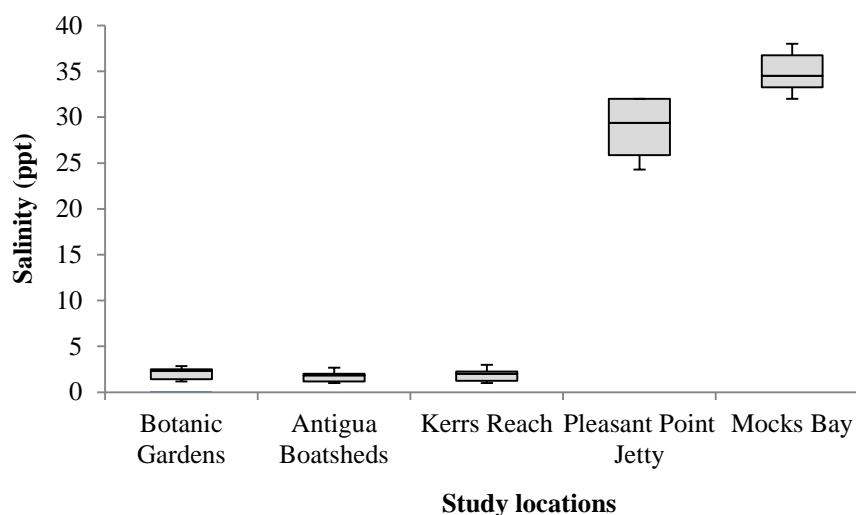 40
35
30
25
20
15
10
5
0
Salinity (ppt)
Botanic Gardens
Antigua Boatsheds
Kerrs Reach
Pleasant Point Jetty
Mocks Bay
Study locations